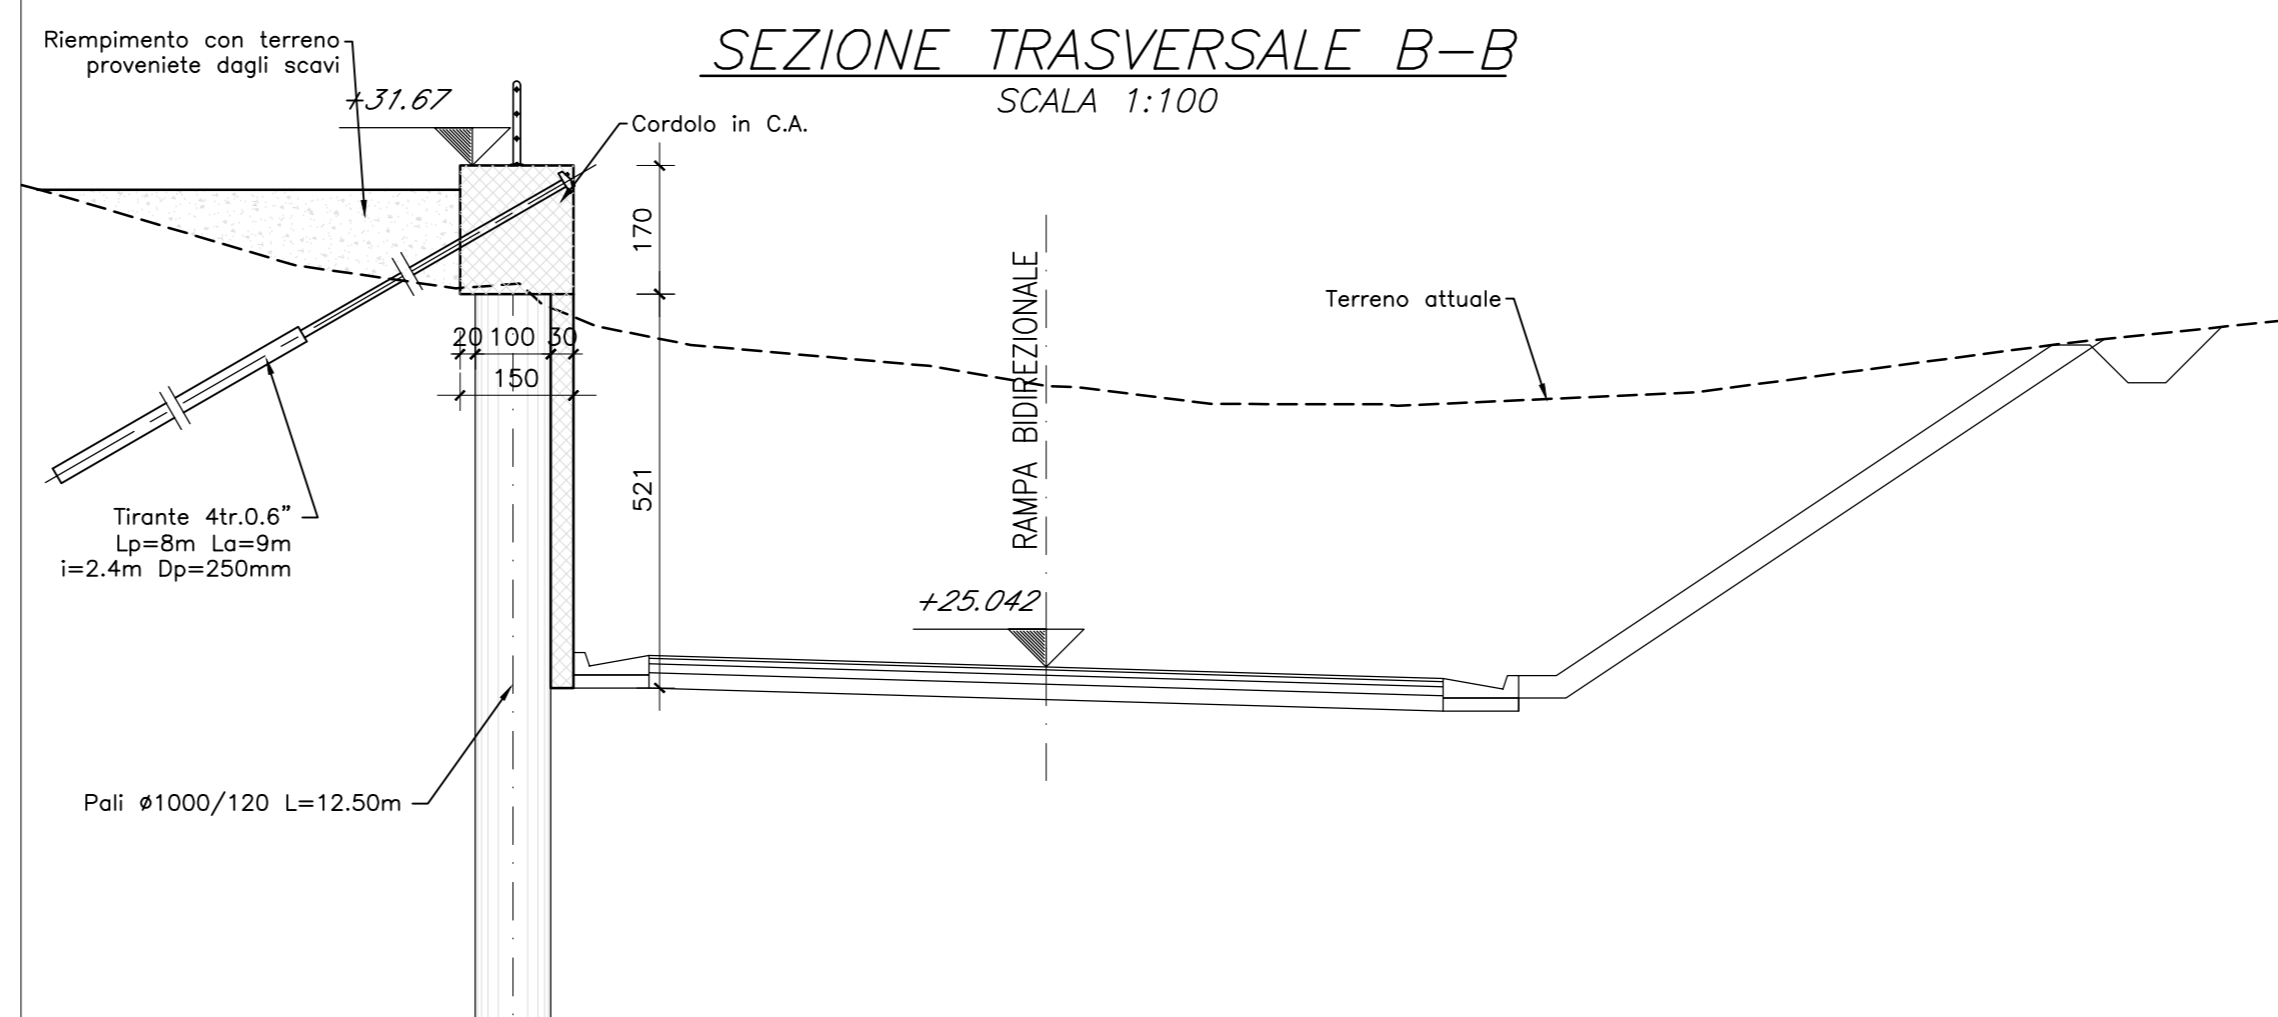 SEZIONE TRASVERSALE B-B
SCALA 1:100
Riempimento con terreno
proveniete dagli scavi
+31.67
Cordolo in C.A.
170
20 100 30
150
521
RAMPA BIDIREZIONALE
Terreno attuale
Tirante 4tr.0.6"
Lp=8m La=9m
i=2.4m Dp=250mm
+25.042
Pali ø1000/120 L=12.50m